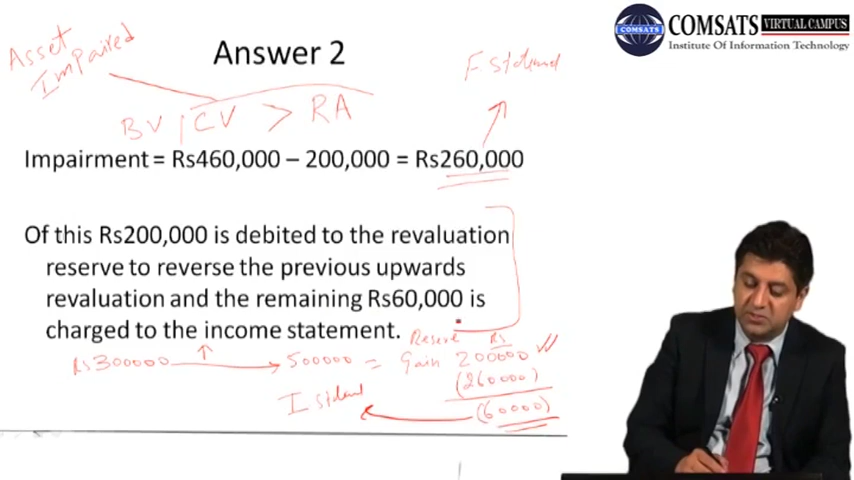 COMSATS VIRTUAL CAMPUS
Institute Of Information Technology
Asset
Impaired
Answer 2
F Statement
BV | CV > RA
Impairment = Rs460,000 – 200,000 = Rs260,000
Of this Rs200,000 is debited to the revaluation
reserve to reverse the previous upwards
revaluation and the remaining Rs60,000 is
charged to the income statement.
Reserve Rs
Rs300000 ↑ → 500000 = Gain 200000
(260000)
I Statement
(60000)